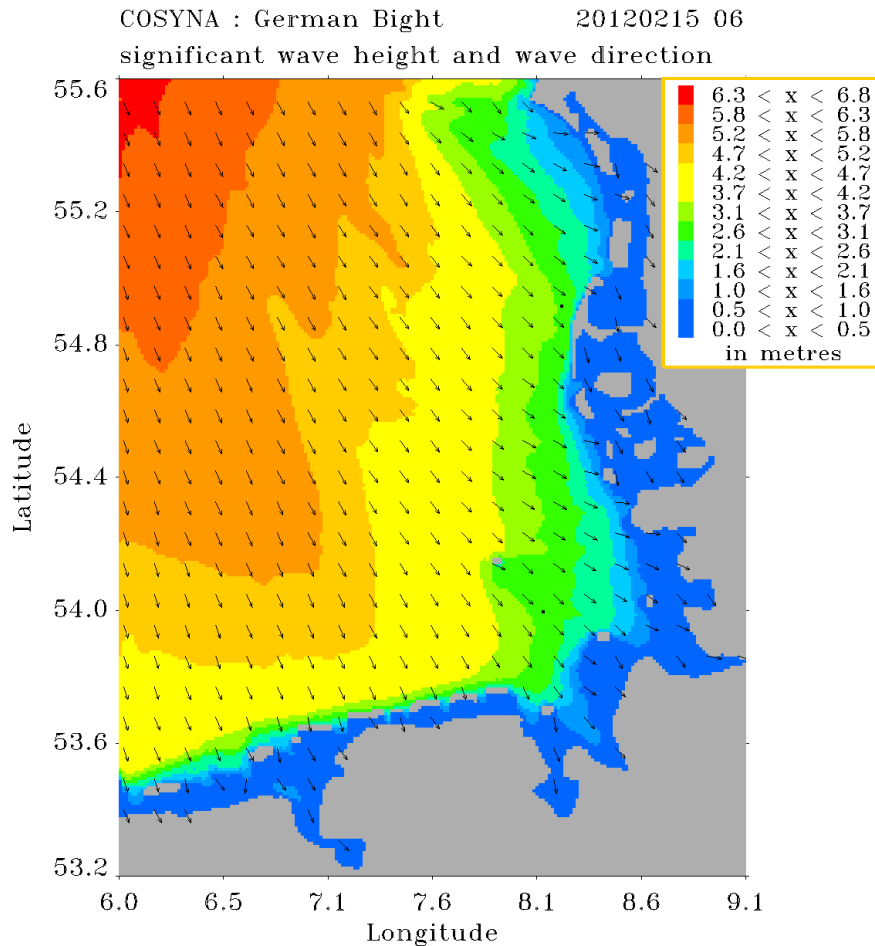 COSYNA : German Bight 20120215 06
significant wave height and wave direction
6.3 < x < 6.8
5.8 < x < 6.3
5.2 < x < 5.8
4.7 < x < 5.2
4.2 < x < 4.7
3.7 < x < 4.2
3.1 < x < 3.7
2.6 < x < 3.1
2.1 < x < 2.6
1.6 < x < 2.1
1.0 < x < 1.6
0.5 < x < 1.0
0.0 < x < 0.5
in metres
Latitude
55.6
55.2
54.8
54.4
54.0
53.6
53.2
6.0 6.5 7.1 7.6 8.1 8.6 9.1
Longitude